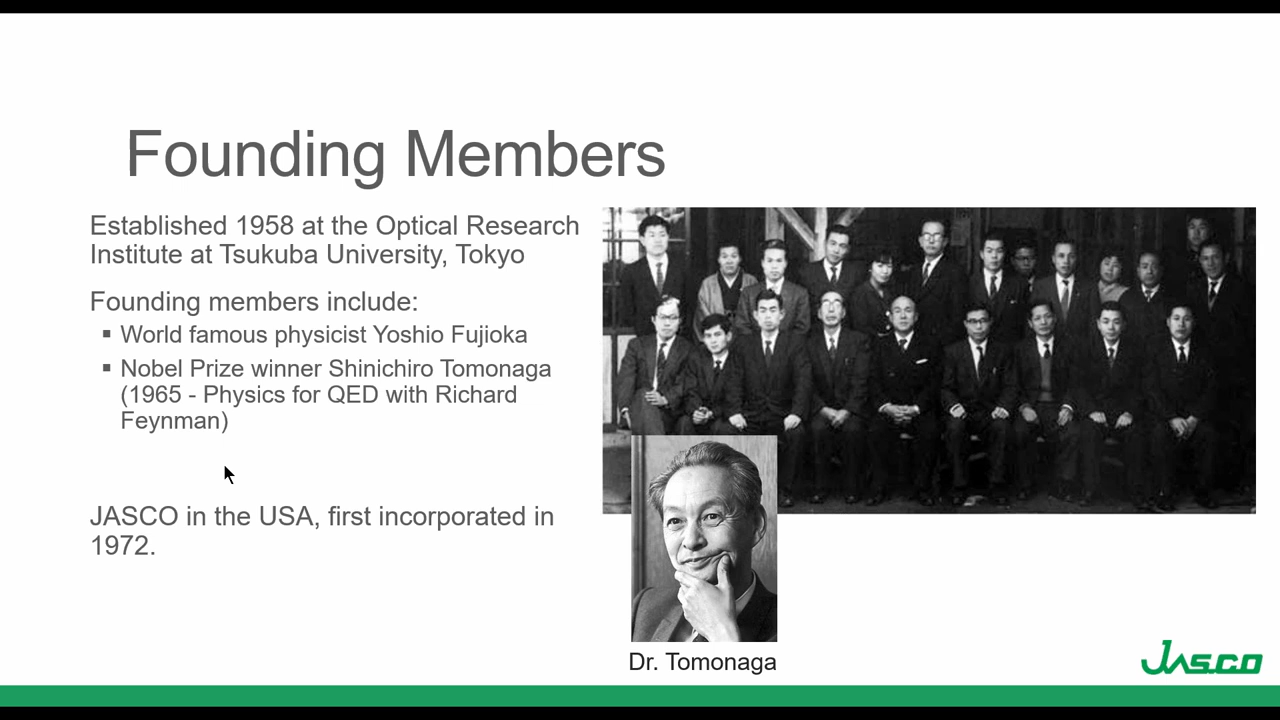 Founding Members
Established 1958 at the Optical Research
Institute at Tsukuba University, Tokyo
Founding members include:
▪ World famous physicist Yoshio Fujioka
▪ Nobel Prize winner Shinichiro Tomonaga
(1965 - Physics for QED with Richard
Feynman)
JASCO in the USA, first incorporated in
1972.
Dr. Tomonaga
JASCO